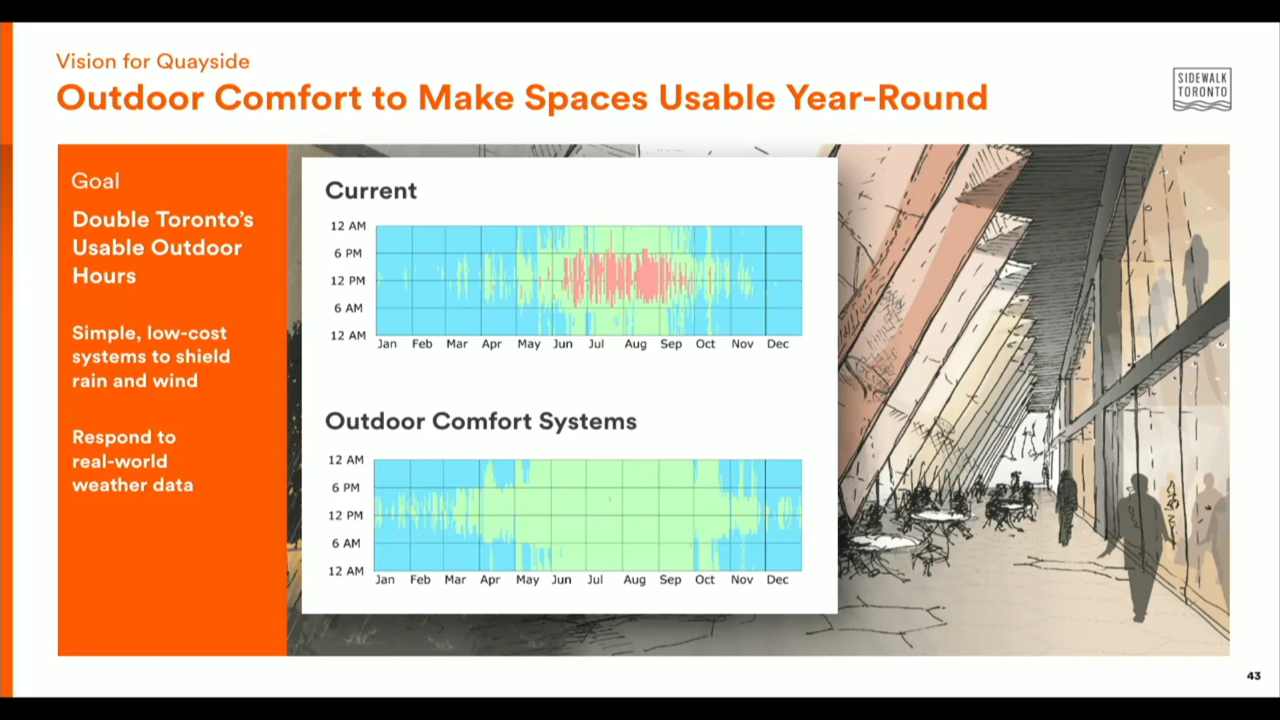 Vision for Quayside
Outdoor Comfort to Make Spaces Usable Year-Round
SIDEWALK
TORONTO
Goal
Double Toronto's
Usable Outdoor
Hours
Simple, low-cost
systems to shield
rain and wind
Respond to
real-world
weather data
Current
12 AM
6 PM
12 PM
6 AM
12 AM
Jan Feb Mar Apr May Jun Jul Aug Sep Oct Nov Dec
Outdoor Comfort Systems
12 AM
6 PM
12 PM
6 AM
12 AM
Jan Feb Mar Apr May Jun Jul Aug Sep Oct Nov Dec
43